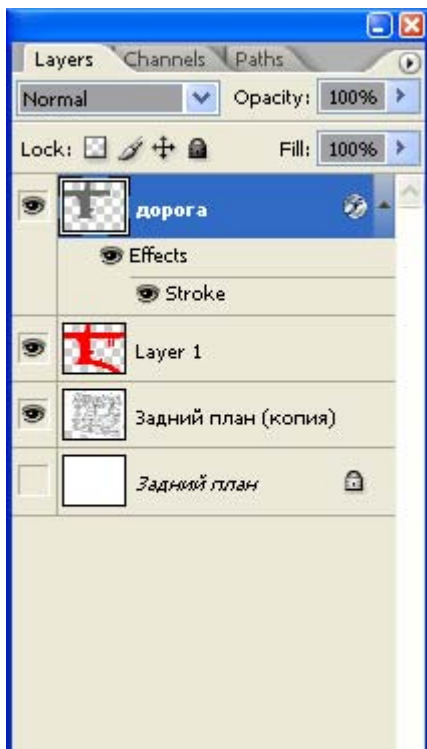 Layers Channels Paths
Normal Opacity: 100%
Lock: Fill: 100%
дорога
Effects
Stroke
Layer 1
Задний план (копия)
Задний план